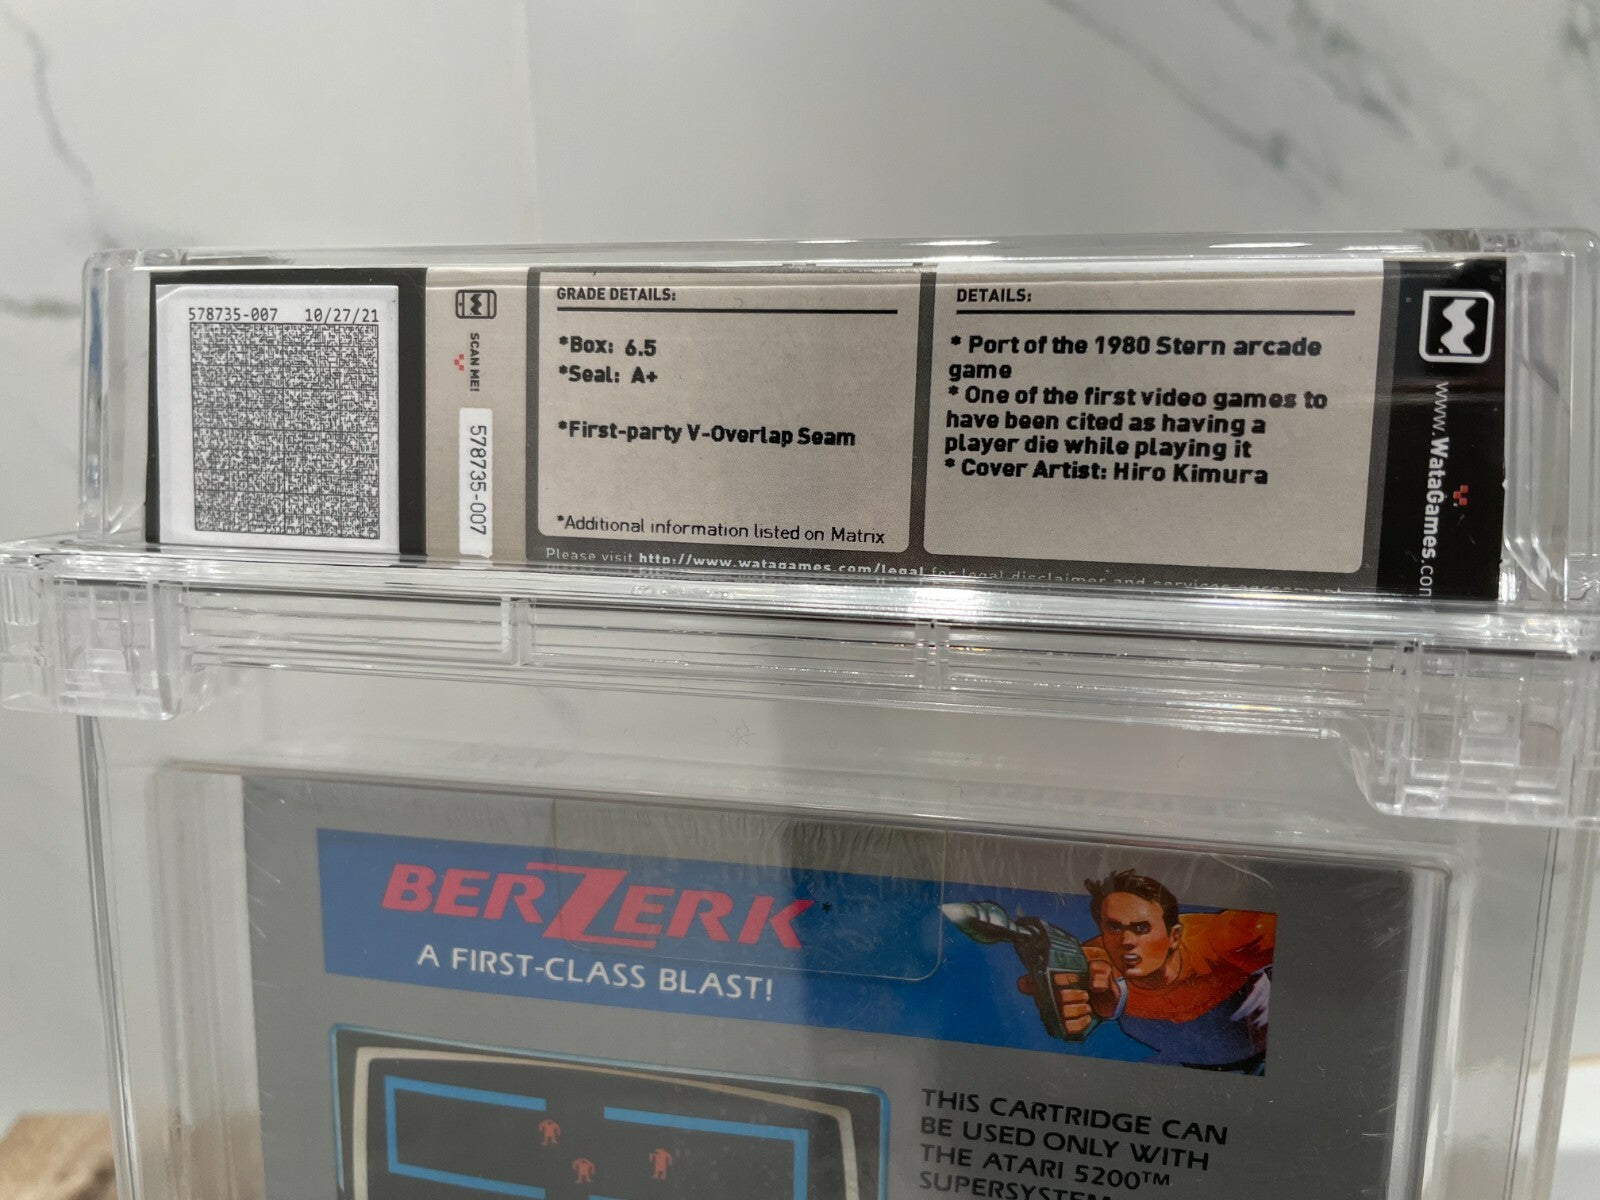 578735-007 10/27/21
SCAN ME!
578735-007
GRADE DETAILS:
*Box: 6.5
*Seal: A+
*First-party V-Overlap Seam
*Additional information listed on Matrix
Please visit http://www.watagames.com/legal for legal disclaimer and services agreement
DETAILS:
* Port of the 1980 Stern arcade
game
* One of the first video games to
have been cited as having a
player die while playing it
* Cover Artist: Hiro Kimura
www.WataGames.com
BERZERK*
A FIRST-CLASS BLAST!
THIS CARTRIDGE CAN
BE USED ONLY WITH
THE ATARI 5200™
SUPERSYSTEM